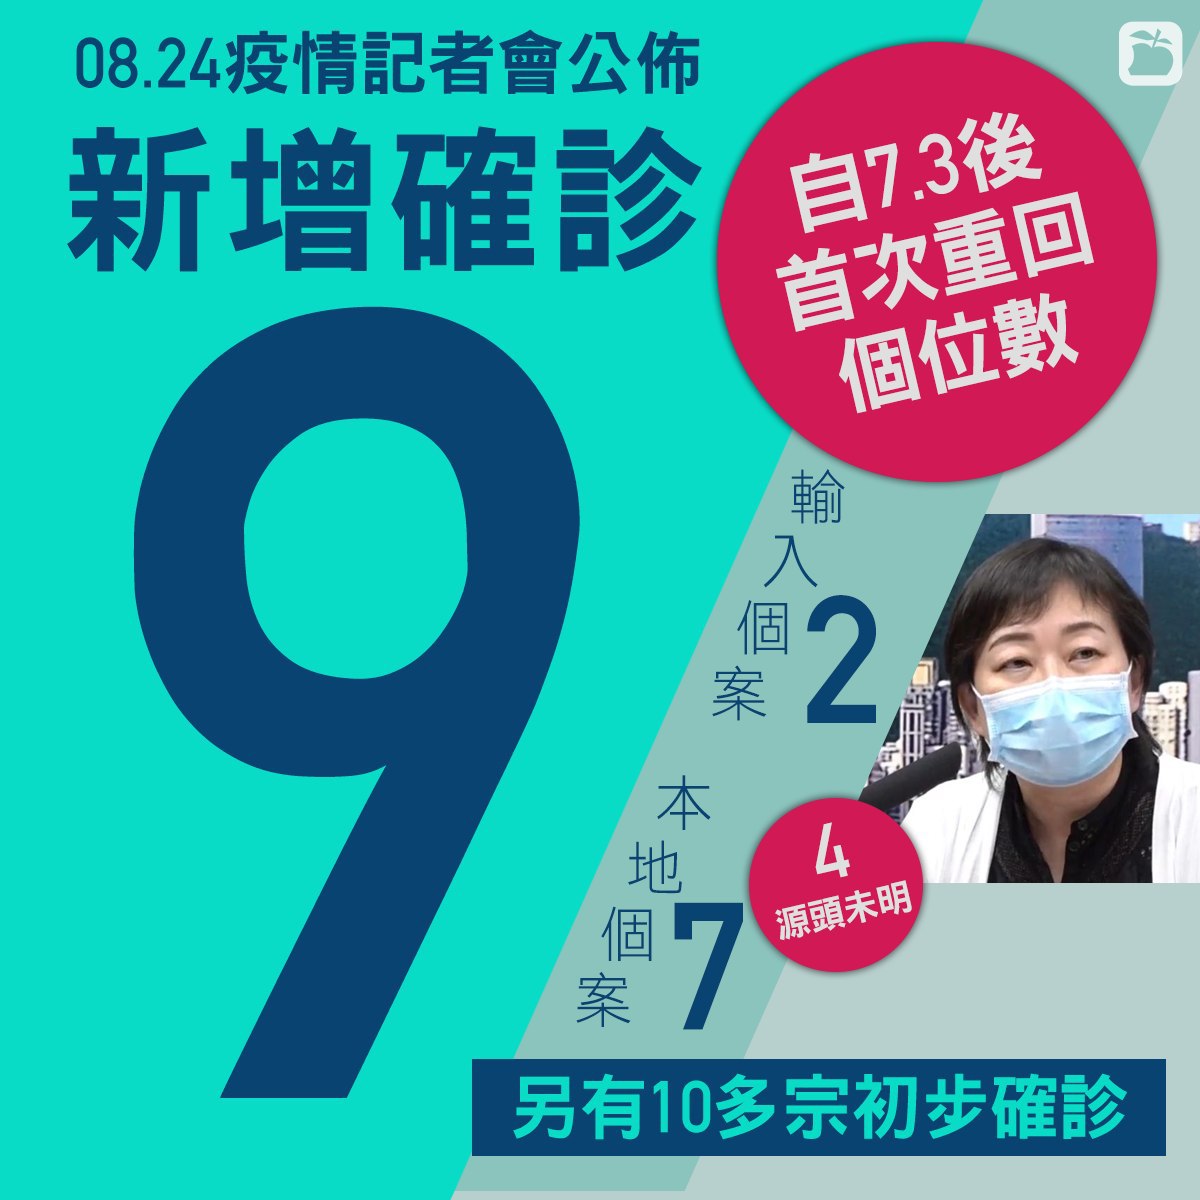 08.24疫情記者會公佈
新增確診
9
自7.3後
首次重回
個位數
輸入個案
2
本地個案
7
4
源頭未明
另有10多宗初步確診